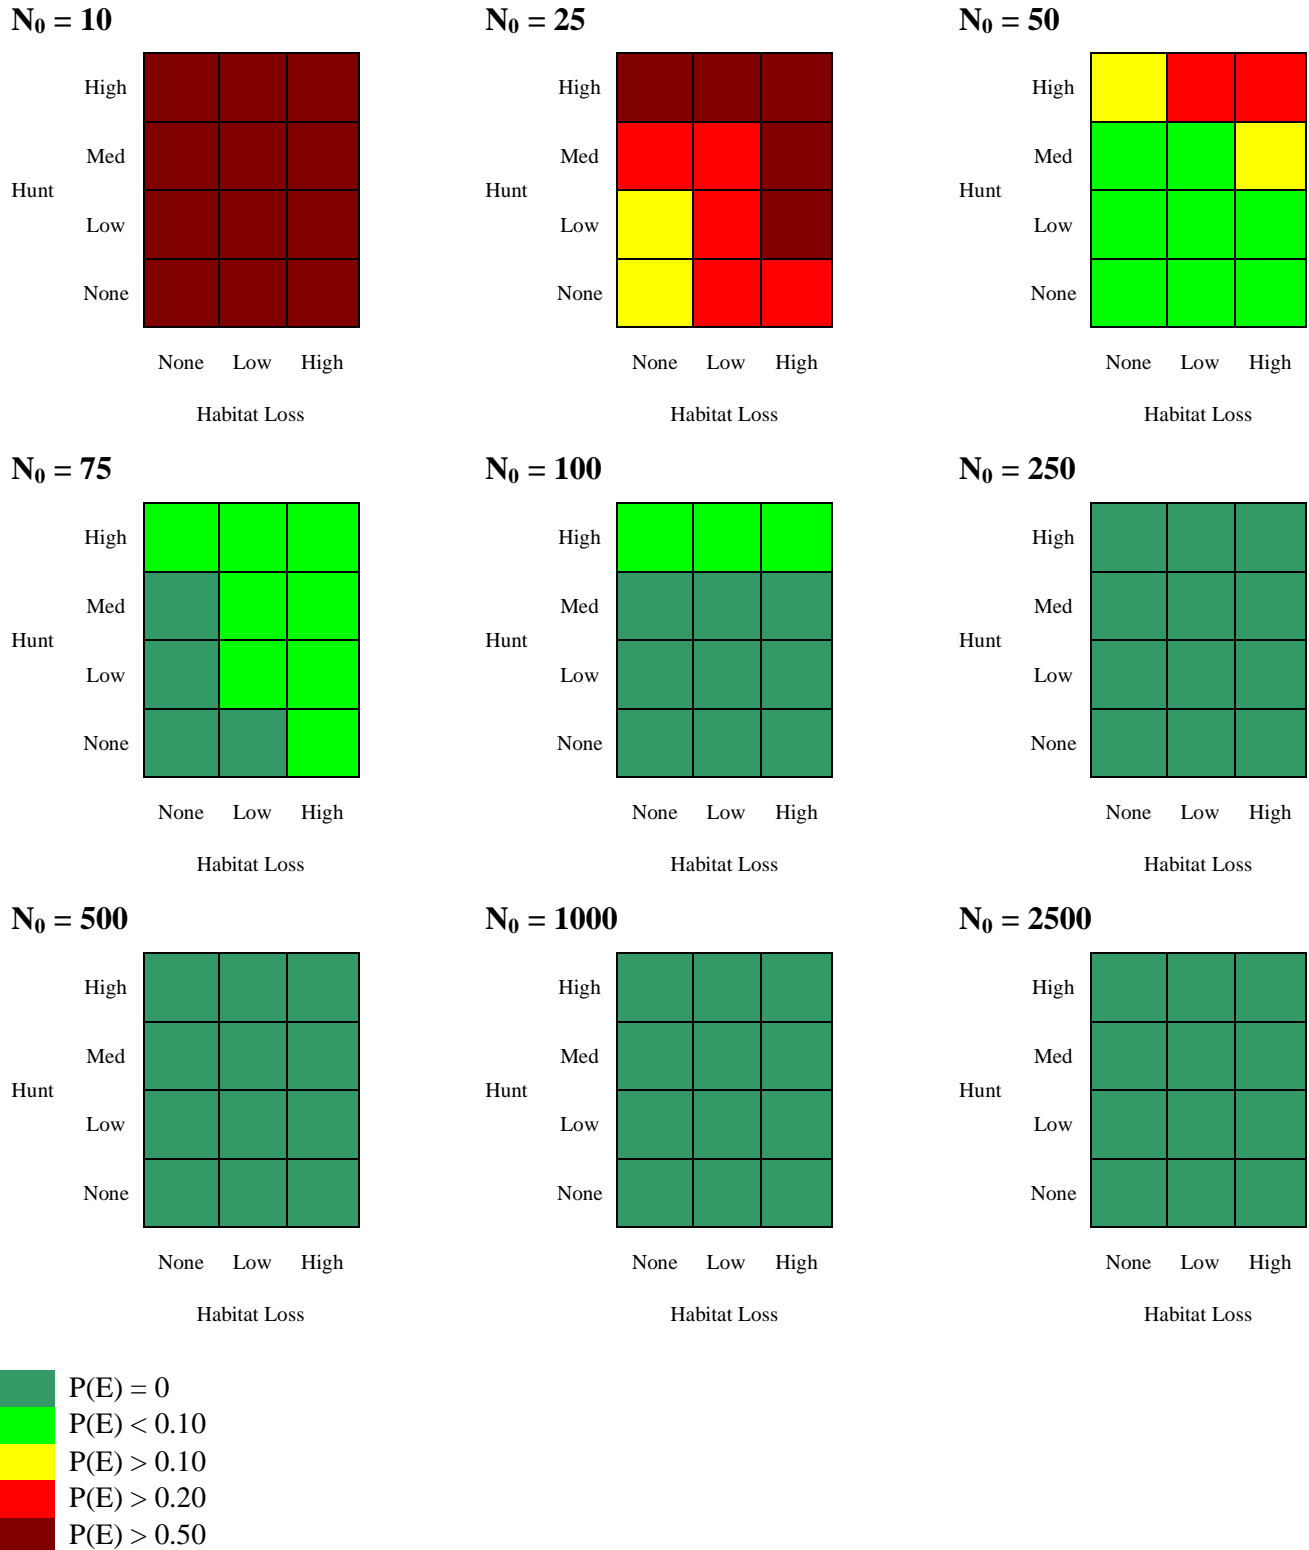 N₀ = 10
High
Med
Hunt
Low
None
None Low High
Habitat Loss
N₀ = 25
High
Med
Hunt
Low
None
None Low High
Habitat Loss
N₀ = 50
High
Med
Hunt
Low
None
None Low High
Habitat Loss
N₀ = 75
High
Med
Hunt
Low
None
None Low High
Habitat Loss
N₀ = 100
High
Med
Hunt
Low
None
None Low High
Habitat Loss
N₀ = 250
High
Med
Hunt
Low
None
None Low High
Habitat Loss
N₀ = 500
High
Med
Hunt
Low
None
None Low High
Habitat Loss
N₀ = 1000
High
Med
Hunt
Low
None
None Low High
Habitat Loss
N₀ = 2500
High
Med
Hunt
Low
None
None Low High
Habitat Loss
P(E) = 0
P(E) < 0.10
P(E) > 0.10
P(E) > 0.20
P(E) > 0.50